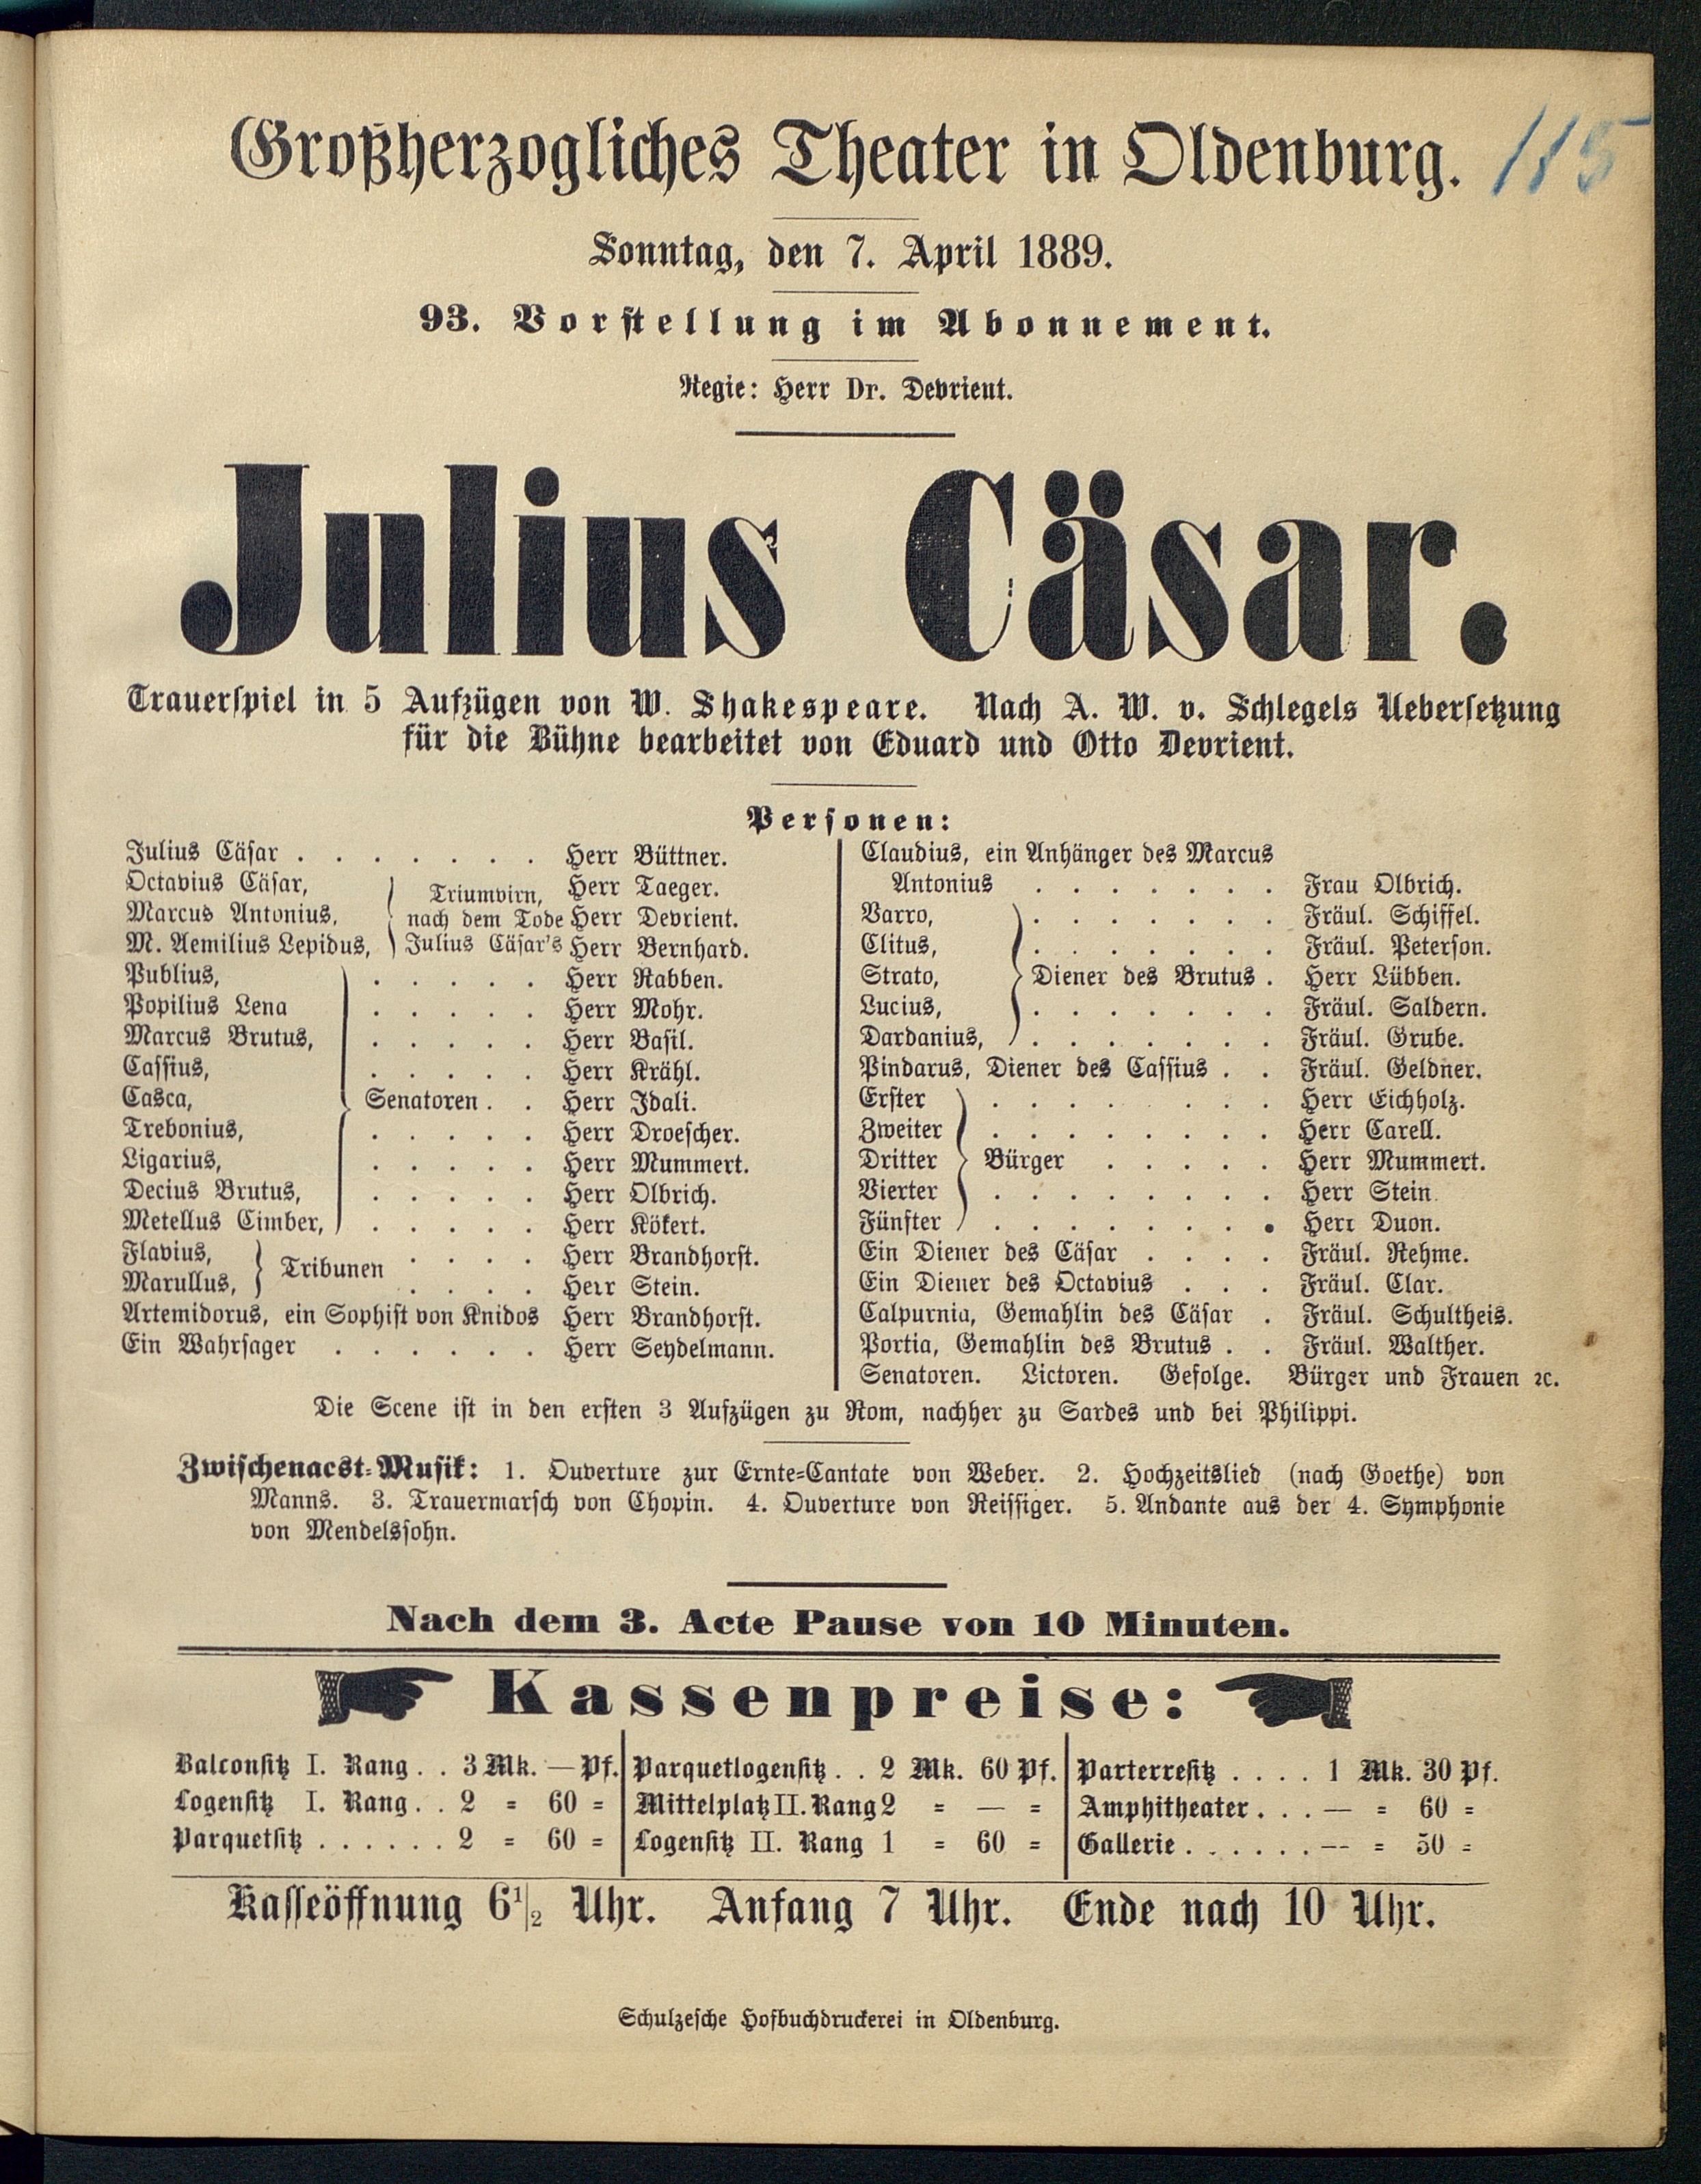 Großherzogliches Theater in Oldenburg.
115
Sonntag, den 7. April 1889.
93. Vorstellung im Abonnement.
Regie: Herr Dr. Devrient.
Julius Cäsar.
Trauerspiel in 5 Aufzügen von W. Shakespeare. Nach A. W. v. Schlegels Uebersetzung
für die Bühne bearbeitet von Eduard und Otto Devrient.
Personen:
Julius Cäsar . . . . . . . Herr Büttner.
Octavius Cäsar, Triumvirn, Herr Taeger.
Marcus Antonius, nach dem Tode Herr Devrient.
M. Aemilius Lepidus, Julius Cäsar's Herr Bernhard.
Publius, . . . . . Herr Rabben.
Popilius Lena . . . . . Herr Mohr.
Marcus Brutus, . . . . . Herr Basil.
Cassius, . . . . . Herr Krähl.
Casca, Senatoren . . Herr Idali.
Trebonius, . . . . . Herr Droescher.
Ligarius, . . . . . Herr Mummert.
Decius Brutus, . . . . . Herr Olbrich.
Metellus Cimber, . . . . . Herr Kökert.
Flavius, . . . . Herr Brandhorst.
Tribunen
Marullus, . . . . Herr Stein.
Artemidorus, ein Sophist von Knidos Herr Brandhorst.
Ein Wahrsager . . . . . . Herr Seydelmann.
Claudius, ein Anhänger des Marcus
Antonius . . . . . . . Frau Olbrich.
Varro, . . . . . . . Fräul. Schiffel.
Clitus, . . . . . . . Fräul. Peterson.
Strato, Diener des Brutus . Herr Lübben.
Lucius, . . . . . . . Fräul. Saldern.
Dardanius, . . . . . . . Fräul. Grube.
Pindarus, Diener des Cassius . . Fräul. Geldner.
Erster . . . . . . . . Herr Eichholz.
Zweiter . . . . . . . . Herr Carell.
Dritter Bürger . . . . . Herr Mummert.
Vierter . . . . . . . . Herr Stein.
Fünfter . . . . . . . . Herr Duon.
Ein Diener des Cäsar . . . . Fräul. Rehme.
Ein Diener des Octavius . . . Fräul. Clar.
Calpurnia, Gemahlin des Cäsar . Fräul. Schultheis.
Portia, Gemahlin des Brutus . . Fräul. Walther.
Senatoren. Lictoren. Gefolge. Bürger und Frauen ꝛc.
Die Scene ist in den ersten 3 Aufzügen zu Rom, nachher zu Sardes und bei Philippi.
Zwischenacst-Musik: 1. Ouverture zur Ernte-Cantate von Weber. 2. Hochzeitslied (nach Goethe) von
Manns. 3. Trauermarsch von Chopin. 4. Ouverture von Reissiger. 5. Andante aus der 4. Symphonie
von Mendelssohn.
Nach dem 3. Acte Pause von 10 Minuten.
Kassenpreise:
Balconsitz I. Rang . . 3 Mk. — Pf.
Logensitz I. Rang . . 2 = 60 =
Parquetsitz . . . . . . 2 = 60 =
Parquetlogensitz . . 2 Mk. 60 Pf.
Mittelplatz II. Rang 2 = — =
Logensitz II. Rang 1 = 60 =
Parterresitz . . . . 1 Mk. 30 Pf.
Amphitheater . . . — = 60 =
Gallerie . . . . . . — = 50 =
Kasseöffnung 6 1/2 Uhr. Anfang 7 Uhr. Ende nach 10 Uhr.
Schulzesche Hofbuchdruckerei in Oldenburg.